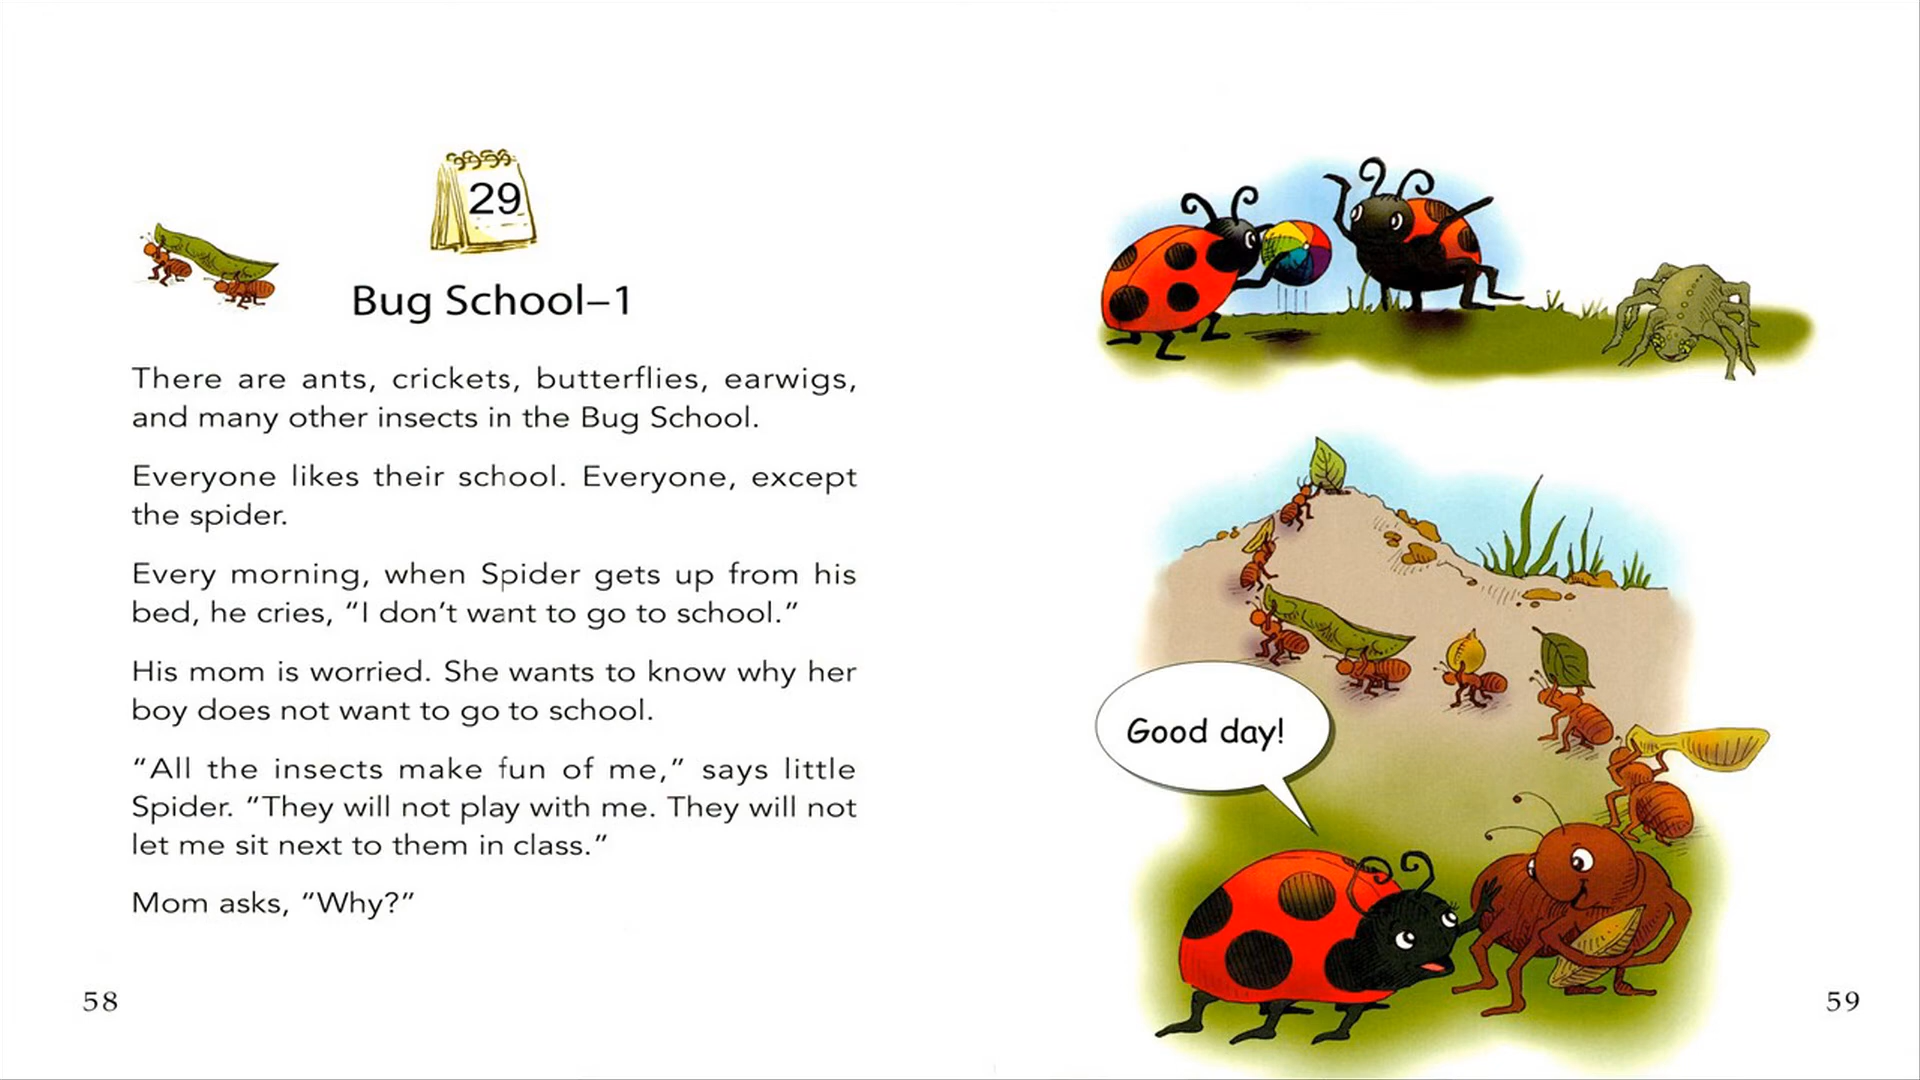 29
Bug School–1
There are ants, crickets, butterflies, earwigs,
and many other insects in the Bug School.
Everyone likes their school. Everyone, except
the spider.
Every morning, when Spider gets up from his
bed, he cries, “I don’t want to go to school.”
His mom is worried. She wants to know why her
boy does not want to go to school.
“All the insects make fun of me,” says little
Spider. “They will not play with me. They will not
let me sit next to them in class.”
Mom asks, “Why?”
58
Good day!
59